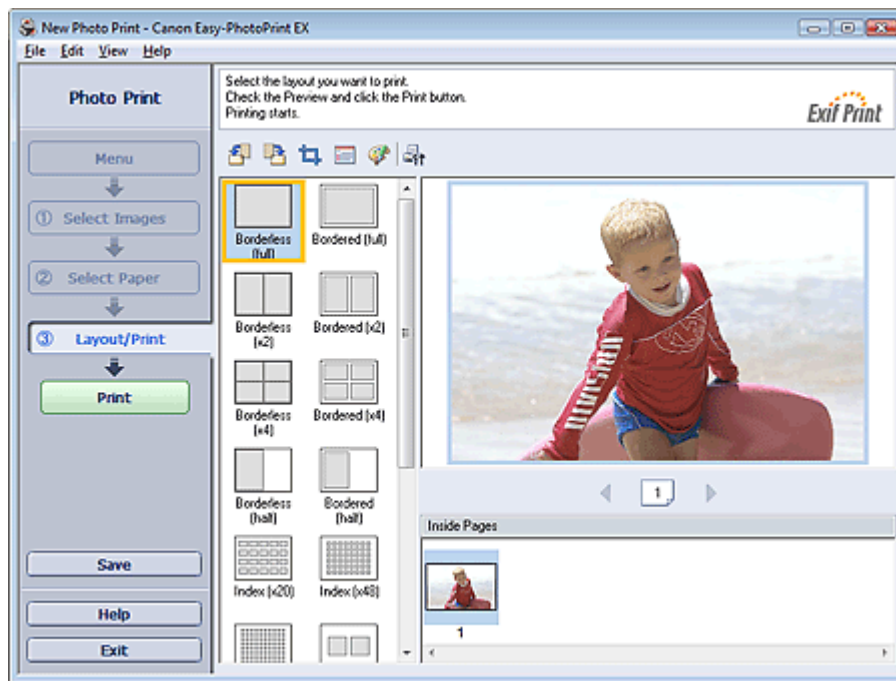 New Photo Print - Canon Easy-PhotoPrint EX
File Edit View Help
Photo Print
Menu
① Select Images
② Select Paper
③ Layout/Print
Print
Save
Help
Exit
Select the layout you want to print.
Check the Preview and click the Print button.
Printing starts.
Exif Print
Borderless (full)
Bordered (full)
Borderless (x2)
Bordered (x2)
Borderless (x4)
Bordered (x4)
Borderless (half)
Bordered (half)
Index (x20)
Index (x48)
1
Inside Pages
1